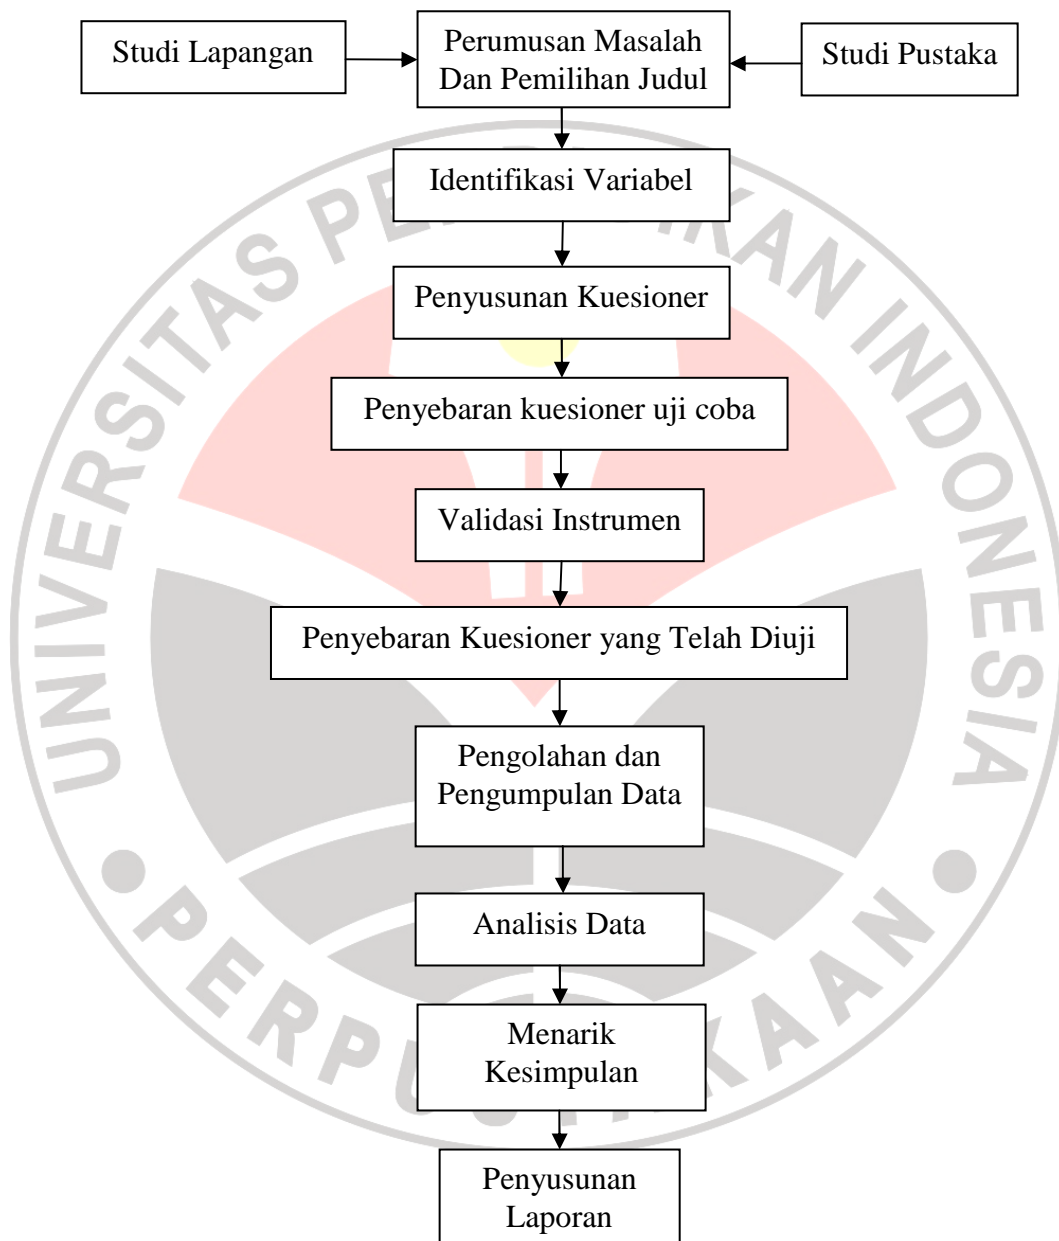 Studi Lapangan
Perumusan Masalah
Dan Pemilihan Judul
Studi Pustaka
Identifikasi Variabel
Penyusunan Kuesioner
Penyebaran kuesioner uji coba
Validasi Instrumen
Penyebaran Kuesioner yang Telah Diuji
Pengolahan dan
Pengumpulan Data
Analisis Data
Menarik
Kesimpulan
Penyusunan
Laporan
UNIVERSITAS PENDIDIKAN INDONESIA
PERPUSTAKAAN